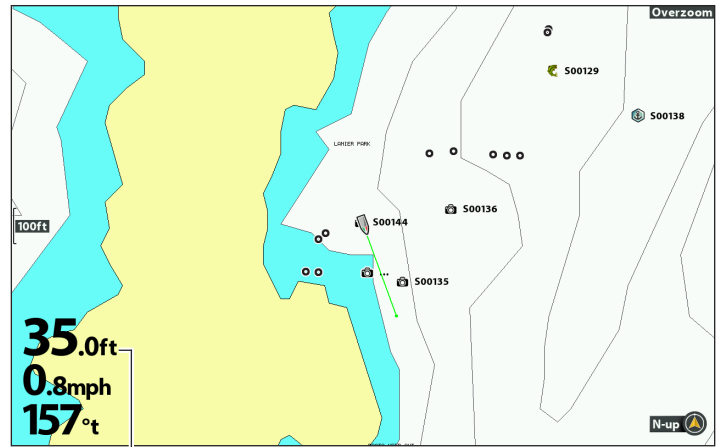 Overzoom
S00129
S00138
LANIER PARK
S00136
S00144
100ft
S00135
35.0ft
0.8mph
157°t
N-up